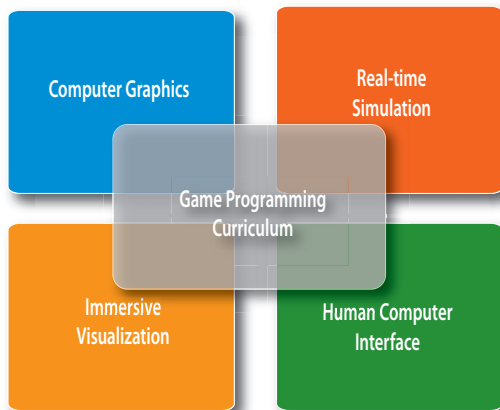 Computer Graphics
Real-time
Simulation
Game Programming
Curriculum
Immersive
Visualization
Human Computer
Interface